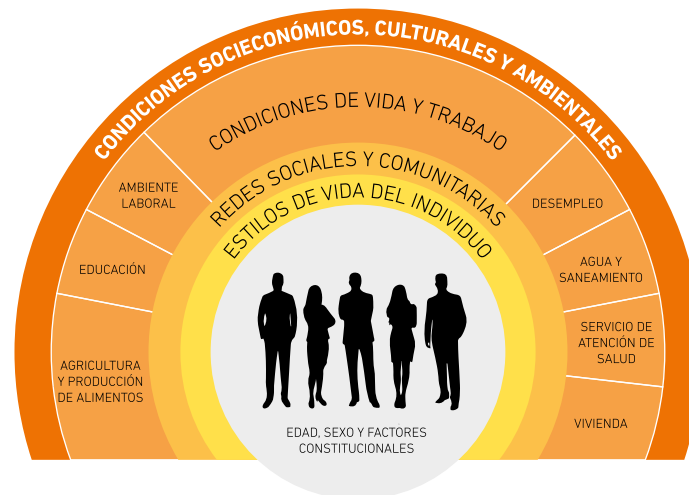 CONDICIONES SOCIECONÓMICOS, CULTURALES Y AMBIENTALES
CONDICIONES DE VIDA Y TRABAJO
REDES SOCIALES Y COMUNITARIAS
ESTILOS DE VIDA DEL INDIVIDUO
AMBIENTE
LABORAL
EDUCACIÓN
AGRICULTURA
Y PRODUCCIÓN
DE ALIMENTOS
DESEMPLEO
AGUA Y
SANEAMIENTO
SERVICIO DE
ATENCIÓN DE
SALUD
VIVIENDA
EDAD, SEXO Y FACTORES
CONSTITUCIONALES